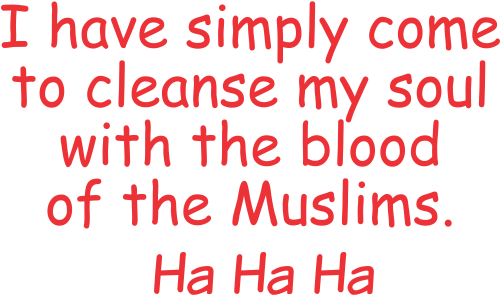 I have simply come
to cleanse my soul
with the blood
of the Muslims.
Ha Ha Ha